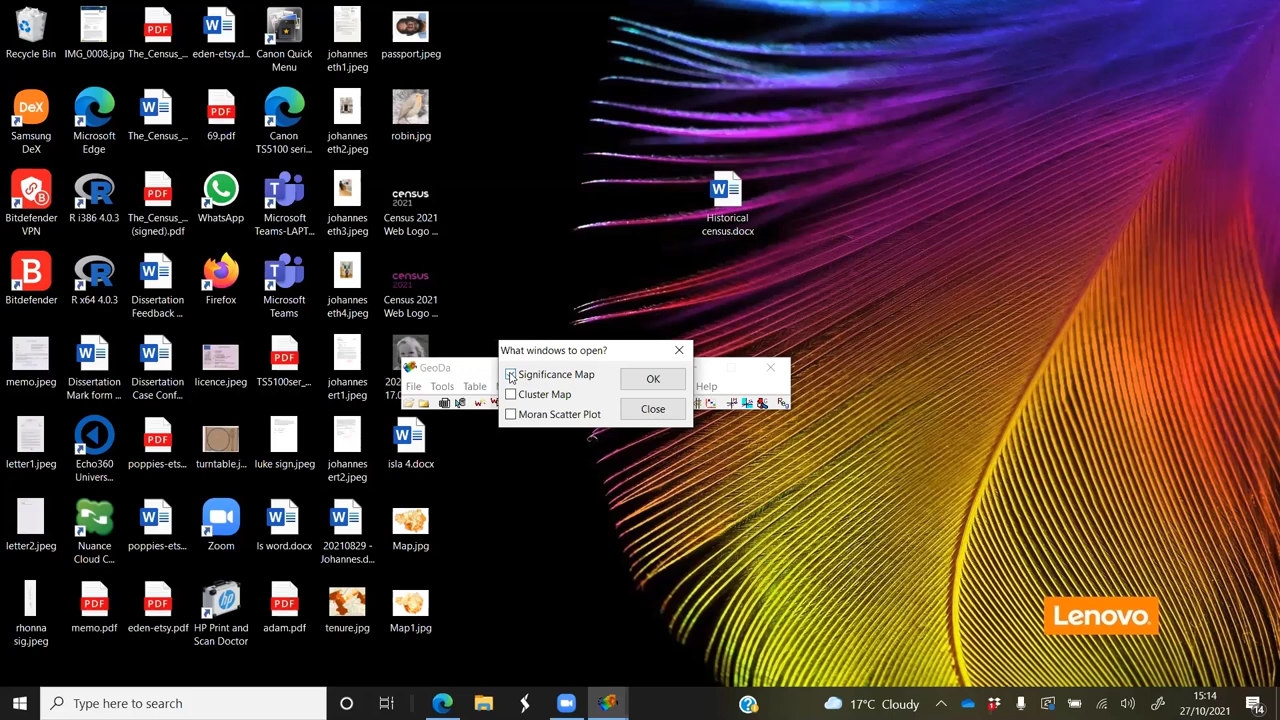 Recycle Bin
IMG_0008.jpg
The_Census_...
eden-etsy.d...
Canon Quick
Menu
johannes
eth1.jpeg
passport.jpeg
Samsung
DeX
Microsoft
Edge
The_Census_...
69.pdf
Canon
TS5100 seri...
johannes
eth2.jpeg
robin.jpg
Bitdefender
VPN
R i386 4.0.3
The_Census_...
(signed).pdf
WhatsApp
Microsoft
Teams-LAPT...
johannes
eth3.jpeg
census
2021
Census 2021
Web Logo ...
Historical
census.docx
Bitdefender
R x64 4.0.3
Dissertation
Feedback ...
Firefox
Microsoft
Teams
johannes
eth4.jpeg
census
2021
Census 2021
Web Logo ...
memo.jpeg
Dissertation
Mark form ...
Dissertation
Case Conf...
licence.jpeg
TS5100ser_...
johannes
ert1.jpeg
GeoDa
File Tools Table
Help
What windows to open?
Significance Map
Cluster Map
Moran Scatter Plot
OK
Close
letter1.jpeg
Echo360
Univers...
poppies-ets...
turntable.j...
luke sign.jpeg
johannes
ert2.jpeg
isla 4.docx
letter2.jpeg
Nuance
Cloud C...
poppies-ets...
Zoom
ls word.docx
20210829 -
Johannes.d...
Map.jpg
rhonna
sig.jpeg
memo.pdf
eden-etsy.pdf
HP Print and
Scan Doctor
adam.pdf
tenure.jpg
Map1.jpg
Lenovo
Type here to search
17°C Cloudy
15:14
27/10/2021
14